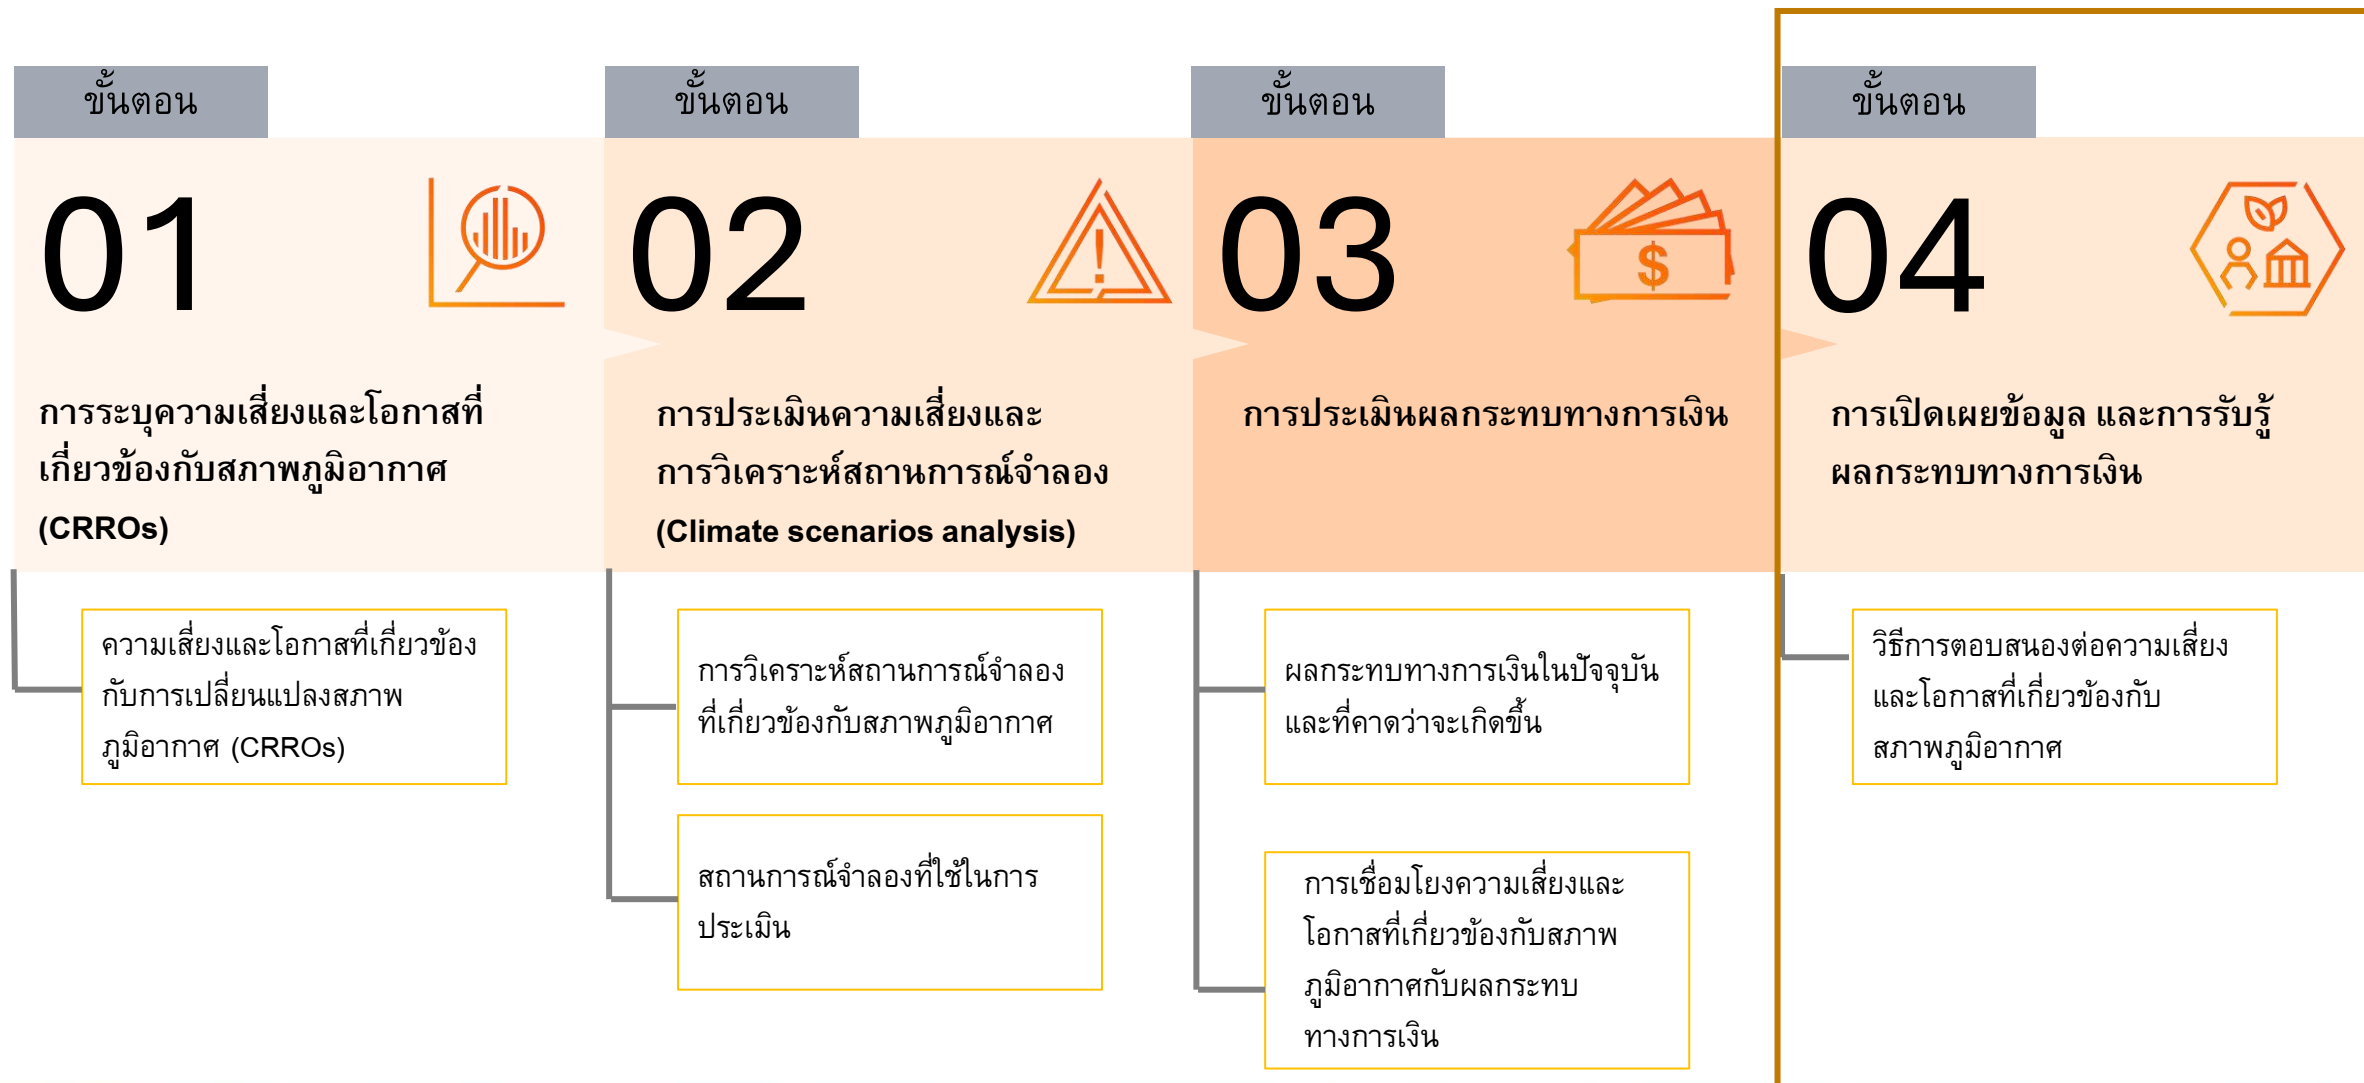 ขั้นตอน
01
การระบุความเสี่ยงและโอกาสที่
เกี่ยวข้องกับสภาพภูมิอากาศ
(CRROs)
ความเสี่ยงและโอกาสที่เกี่ยวข้อง
กับการเปลี่ยนแปลงสภาพ
ภูมิอากาศ (CRROs)
ขั้นตอน
02
การประเมินความเสี่ยงและ
การวิเคราะห์สถานการณ์จำลอง
(Climate scenarios analysis)
การวิเคราะห์สถานการณ์จำลอง
ที่เกี่ยวข้องกับสภาพภูมิอากาศ
สถานการณ์จำลองที่ใช้ในการ
ประเมิน
ขั้นตอน
03
$
การประเมินผลกระทบทางการเงิน
ผลกระทบทางการเงินในปัจจุบัน
และที่คาดว่าจะเกิดขึ้น
การเชื่อมโยงความเสี่ยงและ
โอกาสที่เกี่ยวข้องกับสภาพ
ภูมิอากาศกับผลกระทบ
ทางการเงิน
ขั้นตอน
04
การเปิดเผยข้อมูล และการรับรู้
ผลกระทบทางการเงิน
วิธีการตอบสนองต่อความเสี่ยง
และโอกาสที่เกี่ยวข้องกับ
สภาพภูมิอากาศ